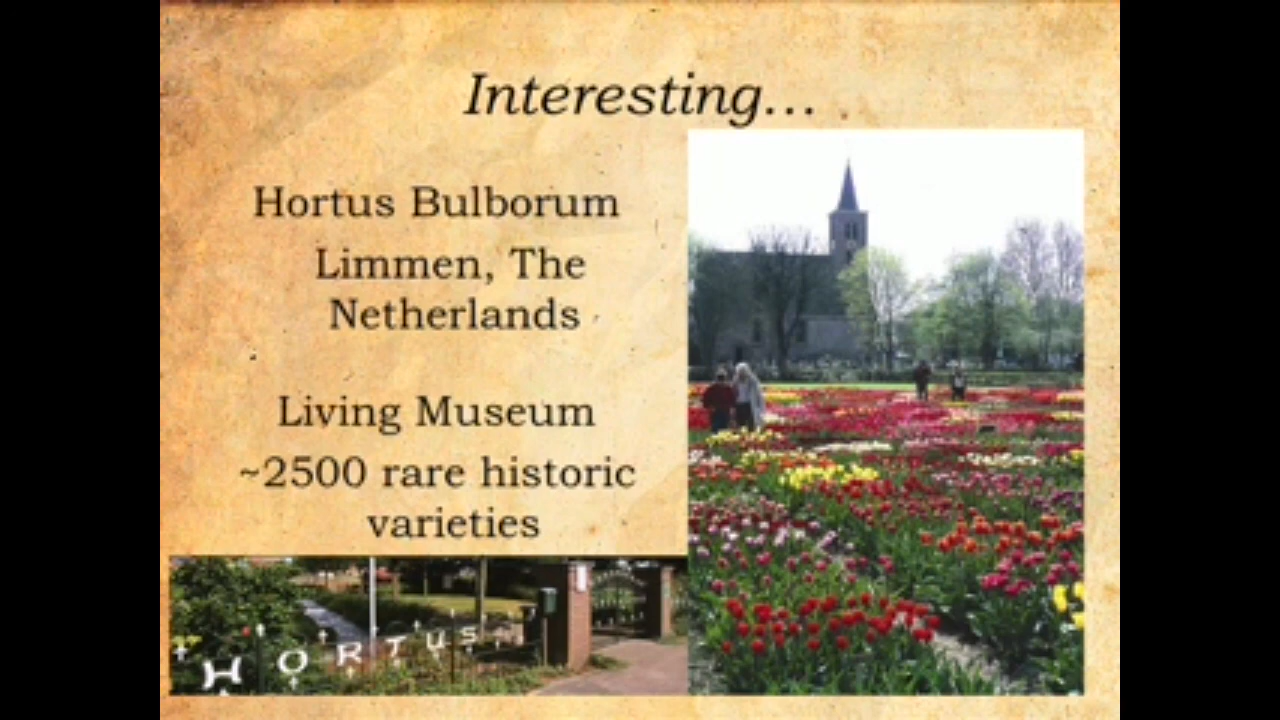 Interesting...
Hortus Bulborum
Limmen, The
Netherlands
Living Museum
~2500 rare historic
varieties
HORTUS